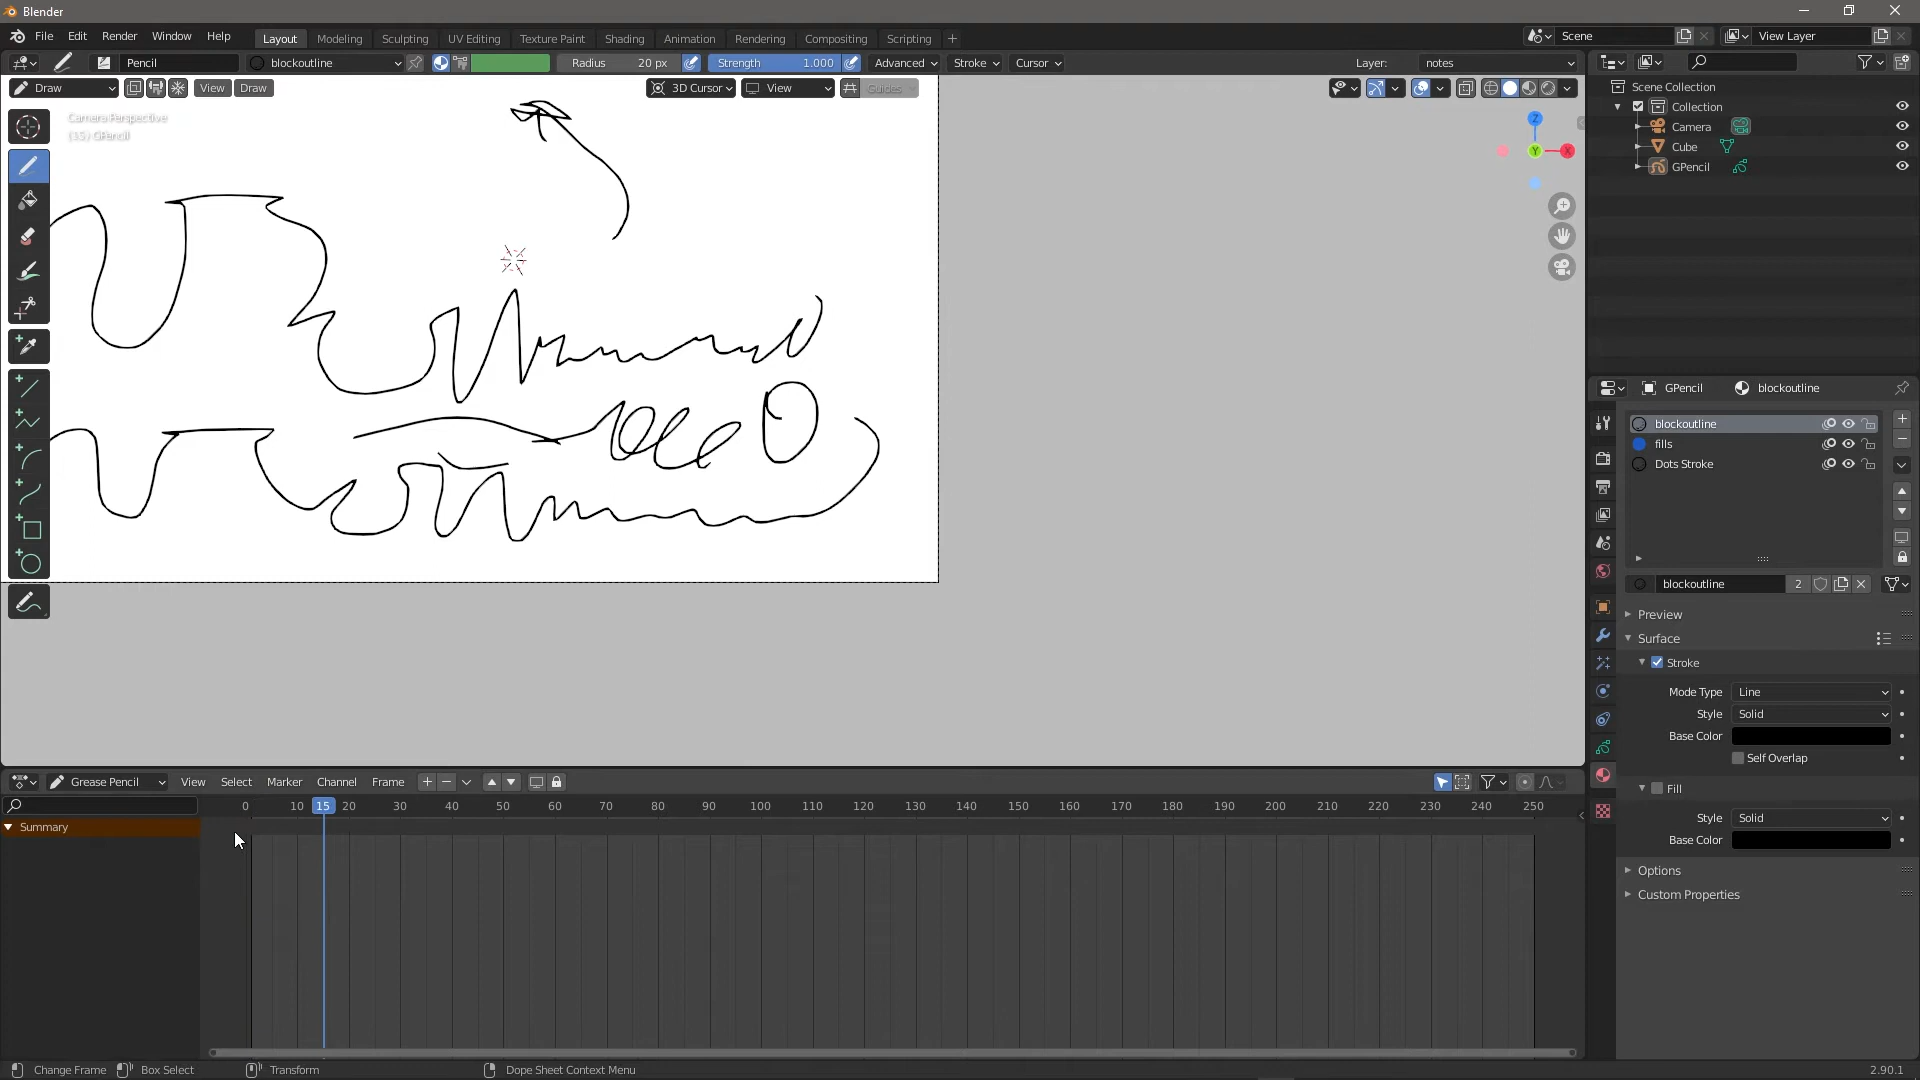 Blender
File Edit Render Window Help Layout Modeling Sculpting UV Editing Texture Paint Shading Animation Rendering Compositing Scripting Scene View Layer
Pencil blockoutline Radius 20 px Strength 1.000 Advanced Stroke Cursor Layer: notes
Draw View Draw 3D Cursor View Guides
Camera Perspective
(15) GPencil
Z
Y
X
Scene Collection
Collection
Camera
Cube
GPencil
GPencil blockoutline
blockoutline
fills
Dots Stroke
blockoutline 2
Preview
Surface
Stroke
Mode Type Line
Style Solid
Base Color
Self Overlap
Fill
Style Solid
Base Color
Options
Custom Properties
Grease Pencil View Select Marker Channel Frame
0 10 15 20 30 40 50 60 70 80 90 100 110 120 130 140 150 160 170 180 190 200 210 220 230 240 250
Summary
Change Frame Box Select Transform Dope Sheet Context Menu 2.90.1